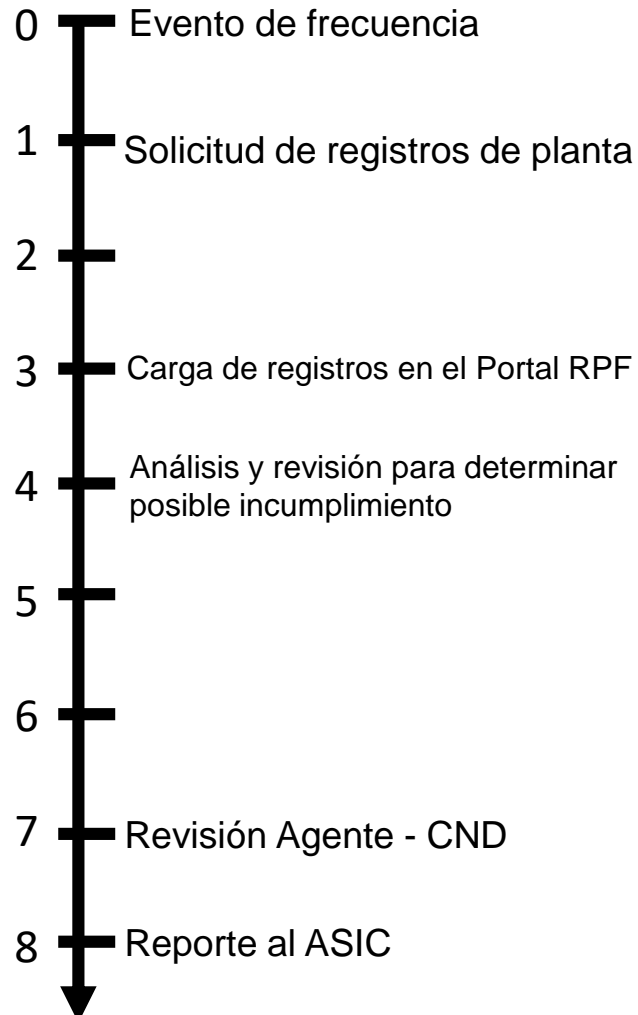 0 Evento de frecuencia
1 Solicitud de registros de planta
2
3 Carga de registros en el Portal RPF
4 Análisis y revisión para determinar
posible incumplimiento
5
6
7 Revisión Agente - CND
8 Reporte al ASIC